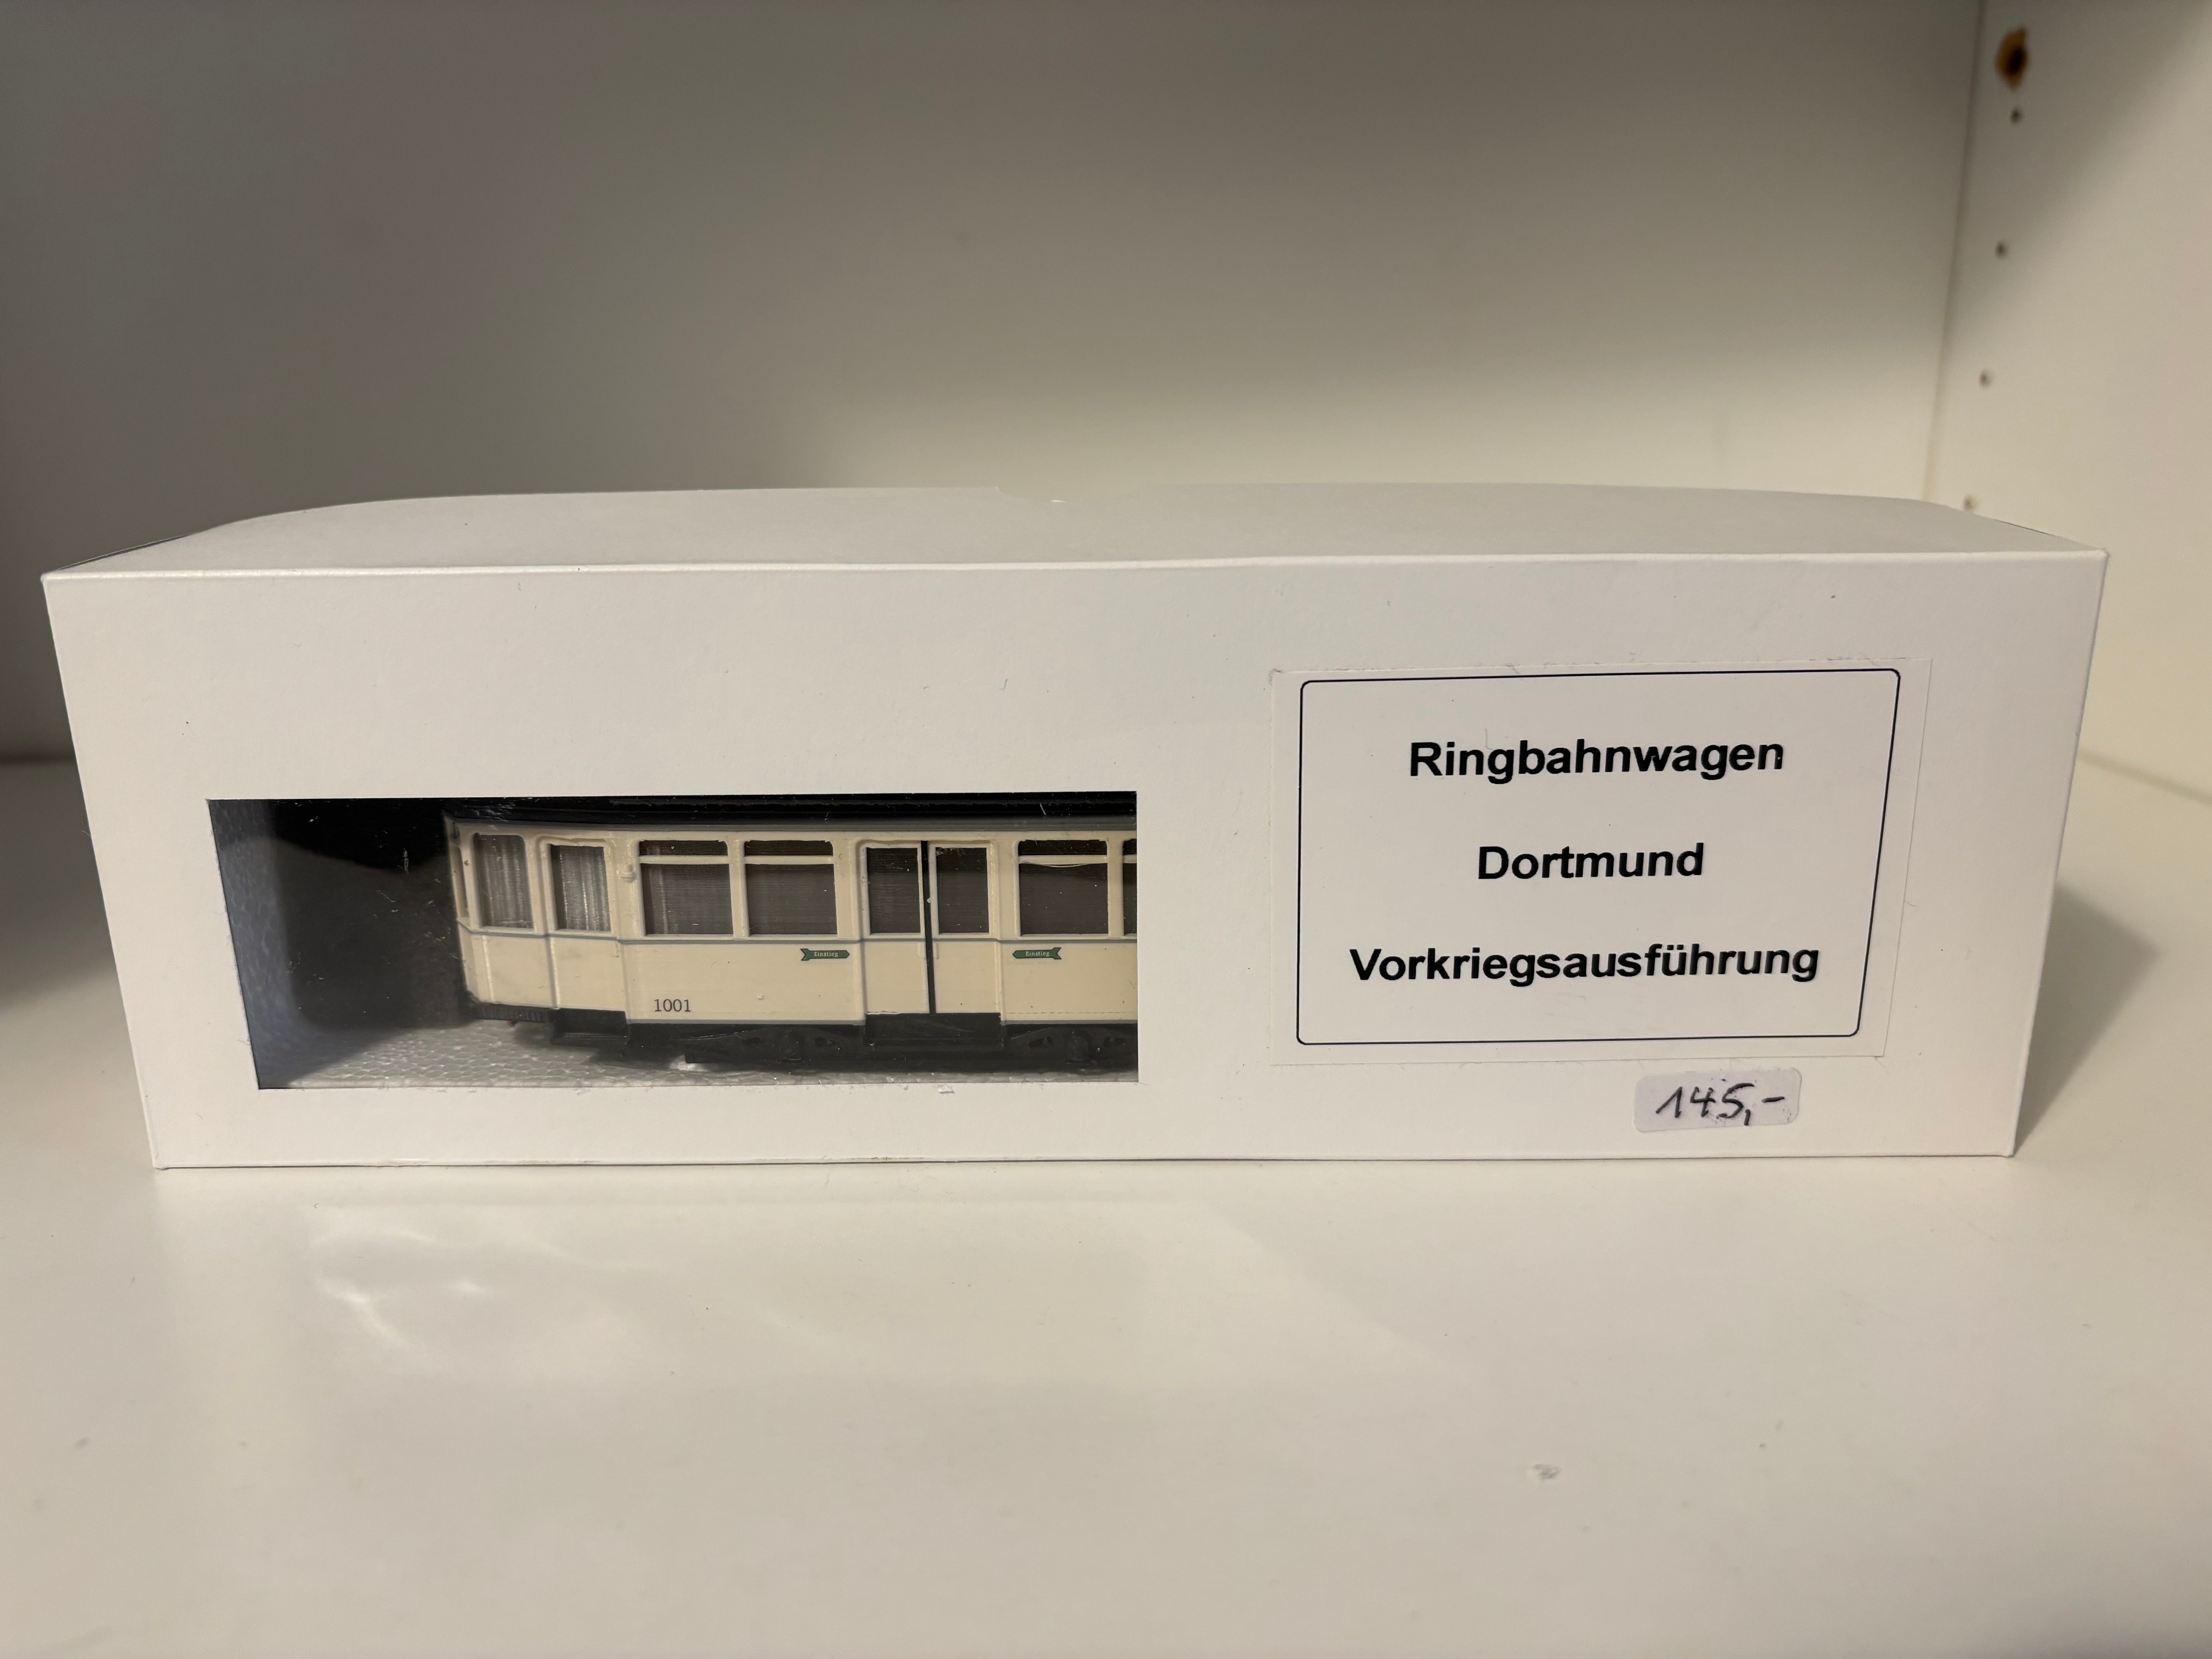 1001
Ringbahnwagen
Dortmund
Vorkriegsausführung
145,-